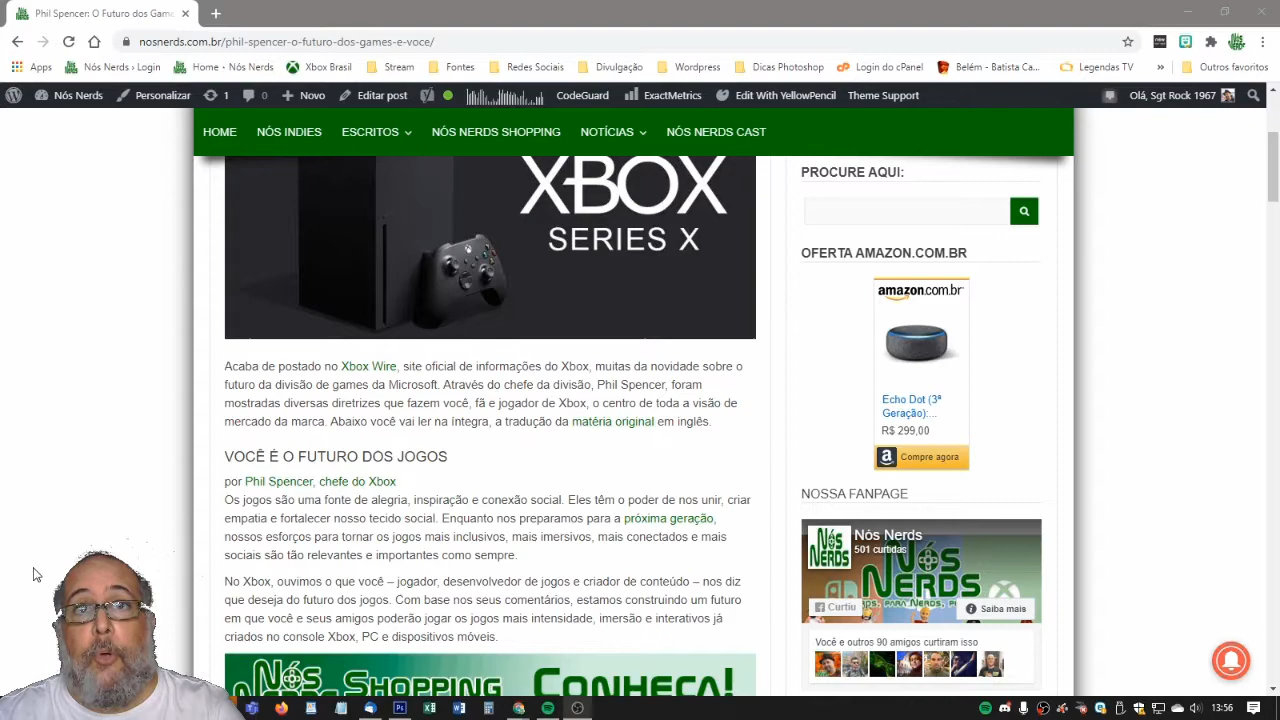 Phil Spencer: O Futuro dos Game
nosnerds.com.br/phil-spencer-o-futuro-dos-games-e-voce/
Apps
Nós Nerds › Login
Home • Nós Nerds
Xbox Brasil
Stream
Fontes
Redes Sociais
Divulgação
Wordpress
Dicas Photoshop
Login do cPanel
Belém - Batista Ca...
Legendas TV
»
Outros favoritos
Nós Nerds
Personalizar
1
0
Novo
Editar post
CodeGuard
ExactMetrics
Edit With YellowPencil
Theme Support
Olá, Sgt Rock 1967
HOME
NÓS INDIES
ESCRITOS
NÓS NERDS SHOPPING
NOTÍCIAS
NÓS NERDS CAST
XBOX
SERIES X
Acaba de postado no Xbox Wire, site oficial de informações do Xbox, muitas da novidade sobre o
futuro da divisão de games da Microsoft. Através do chefe da divisão, Phil Spencer, foram
mostradas diversas diretrizes que fazem você, fã e jogador de Xbox, o centro de toda a visão de
mercado da marca. Abaixo você vai ler na íntegra, a tradução da matéria original em inglês.
VOCÊ É O FUTURO DOS JOGOS
por Phil Spencer, chefe do Xbox
Os jogos são uma fonte de alegria, inspiração e conexão social. Eles têm o poder de nos unir, criar
empatia e fortalecer nosso tecido social. Enquanto nos preparamos para a próxima geração,
nossos esforços para tornar os jogos mais inclusivos, mais imersivos, mais conectados e mais
sociais são tão relevantes e importantes como sempre.
No Xbox, ouvimos o que você – jogador, desenvolvedor de jogos e criador de conteúdo – nos diz
que deseja do futuro dos jogos. Com base nos seus comentários, estamos construindo um futuro
em que você e seus amigos poderão jogar os jogos mais intensidade, imersão e interativos já
criados no console Xbox, PC e dispositivos móveis.
NÓS
SHOPPING
CONHEÇA!
PROCURE AQUI:
OFERTA AMAZON.COM.BR
amazon.com.br
Echo Dot (3ª
Geração):...
R$ 299,00
Compre agora
NOSSA FANPAGE
NÓS
NERDS
Nós Nerds
501 curtidas
NERDS
Curtiu
Saiba mais
Você e outros 90 amigos curtiram isso
13:56